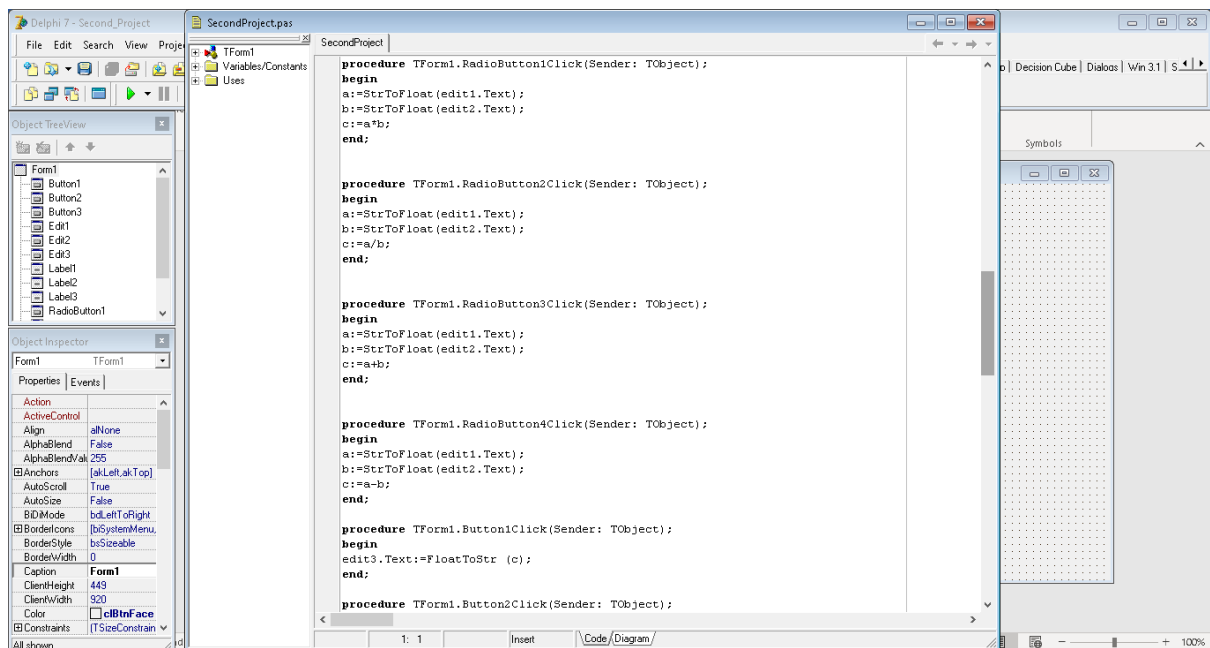 Delphi 7 - Second_Project
File Edit Search View Proje
Object TreeView
Form1
Button1
Button2
Button3
Edit1
Edit2
Edit3
Label1
Label2
Label3
RadioButton1
Object Inspector
Form1 TForm1
Properties Events
Action
ActiveControl
Align alNone
AlphaBlend False
AlphaBlendVal 255
Anchors [akLeft,akTop]
AutoScroll True
AutoSize False
BiDiMode bdLeftToRight
BorderIcons [biSystemMenu,
BorderStyle bsSizeable
BorderWidth 0
Caption Form1
ClientHeight 449
ClientWidth 920
Color clBtnFace
Constraints (TSizeConstrain
All shown
SecondProject.pas
TForm1
Variables/Constants
Uses
SecondProject
procedure TForm1.RadioButton1Click(Sender: TObject);
begin
a:=StrToFloat(edit1.Text);
b:=StrToFloat(edit2.Text);
c:=a*b;
end;
procedure TForm1.RadioButton2Click(Sender: TObject);
begin
a:=StrToFloat(edit1.Text);
b:=StrToFloat(edit2.Text);
c:=a/b;
end;
procedure TForm1.RadioButton3Click(Sender: TObject);
begin
a:=StrToFloat(edit1.Text);
b:=StrToFloat(edit2.Text);
c:=a+b;
end;
procedure TForm1.RadioButton4Click(Sender: TObject);
begin
a:=StrToFloat(edit1.Text);
b:=StrToFloat(edit2.Text);
c:=a-b;
end;
procedure TForm1.Button1Click(Sender: TObject);
begin
edit3.Text:=FloatToStr (c);
end;
procedure TForm1.Button2Click(Sender: TObject);
1: 1 Insert Code Diagram
Decision Cube Dialogs Win 3.1 S
Symbols
100%